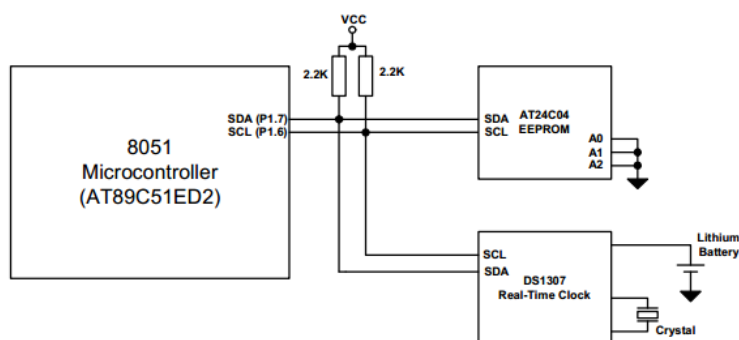 VCC
2.2K
2.2K
8051
Microcontroller
(AT89C51ED2)
SDA (P1.7)
SCL (P1.6)
SDA
SCL
AT24C04
EEPROM
A0
A1
A2
SCL
SDA
DS1307
Real-Time Clock
Lithium
Battery
Crystal